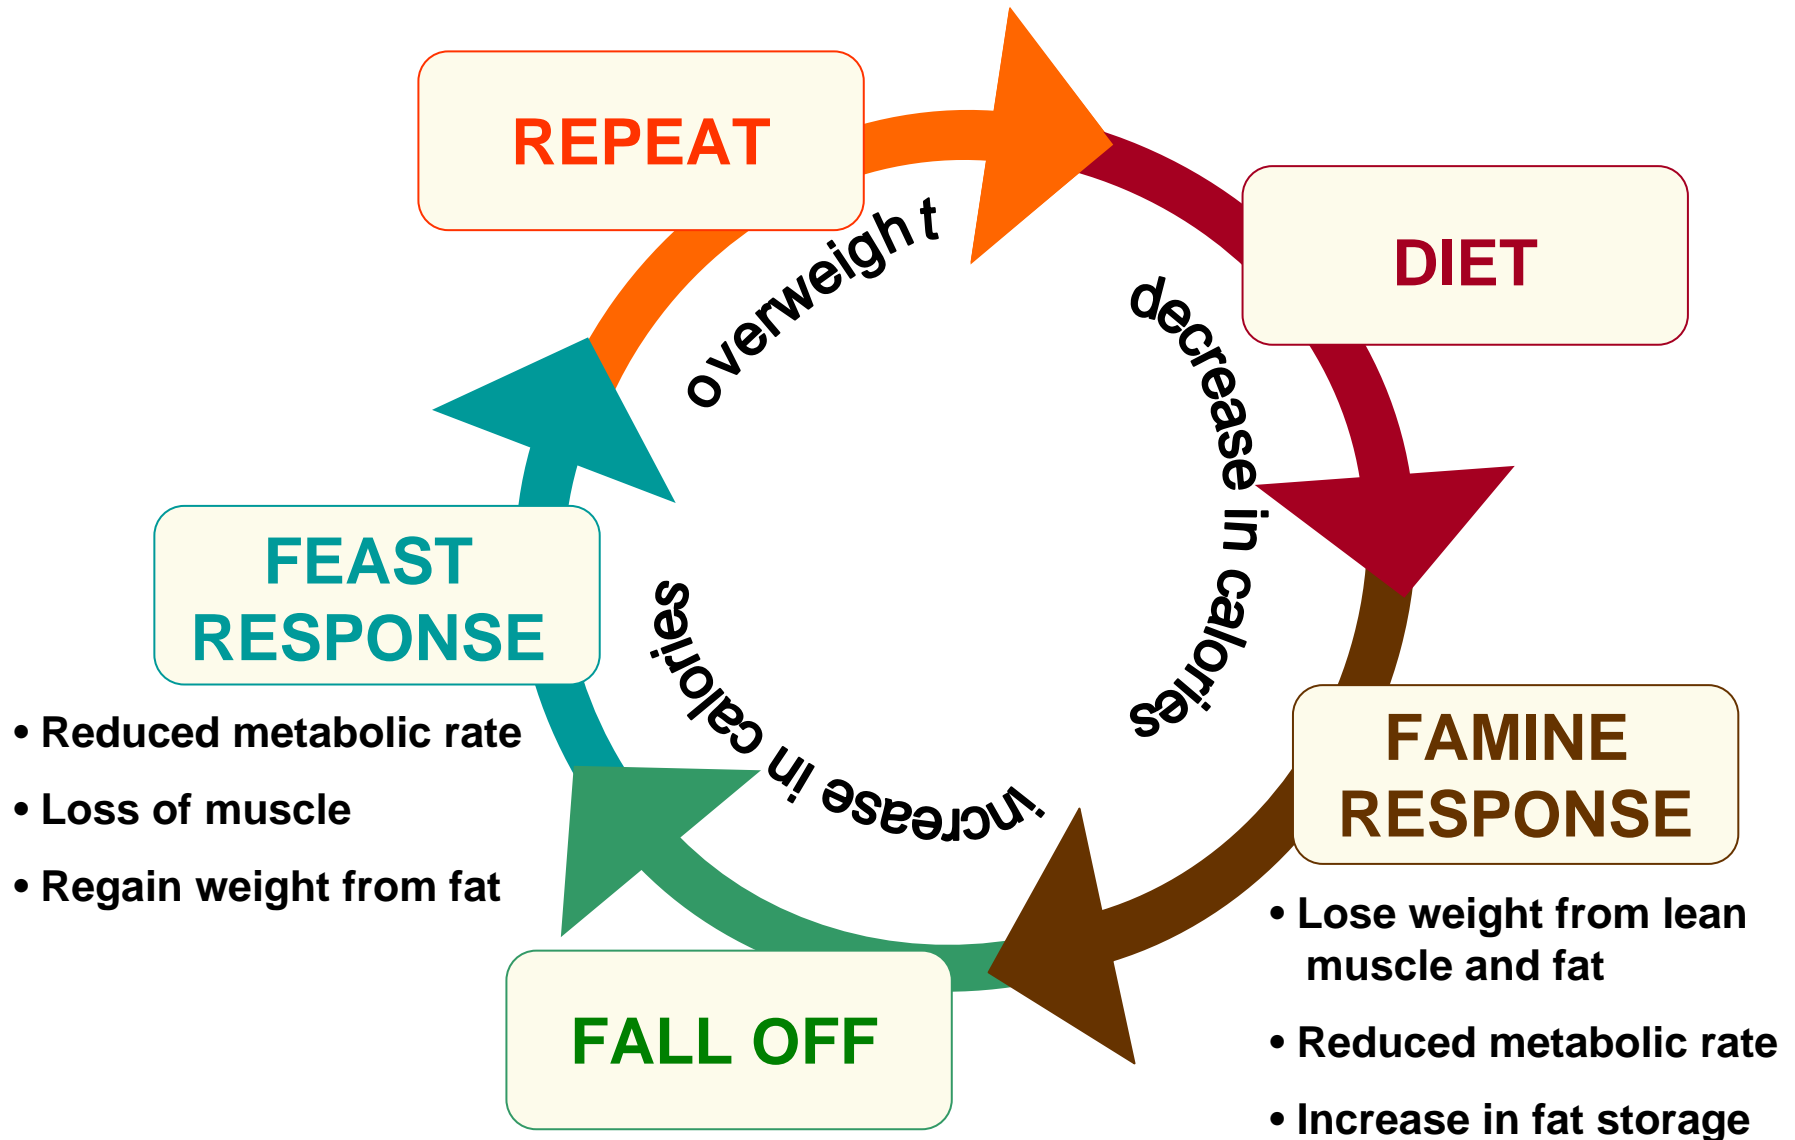 REPEAT
DIET
overweight
decrease in calories
FEAST
RESPONSE
• Reduced metabolic rate
• Loss of muscle
• Regain weight from fat
increase in calories
FAMINE
RESPONSE
• Lose weight from lean
muscle and fat
• Reduced metabolic rate
• Increase in fat storage
FALL OFF